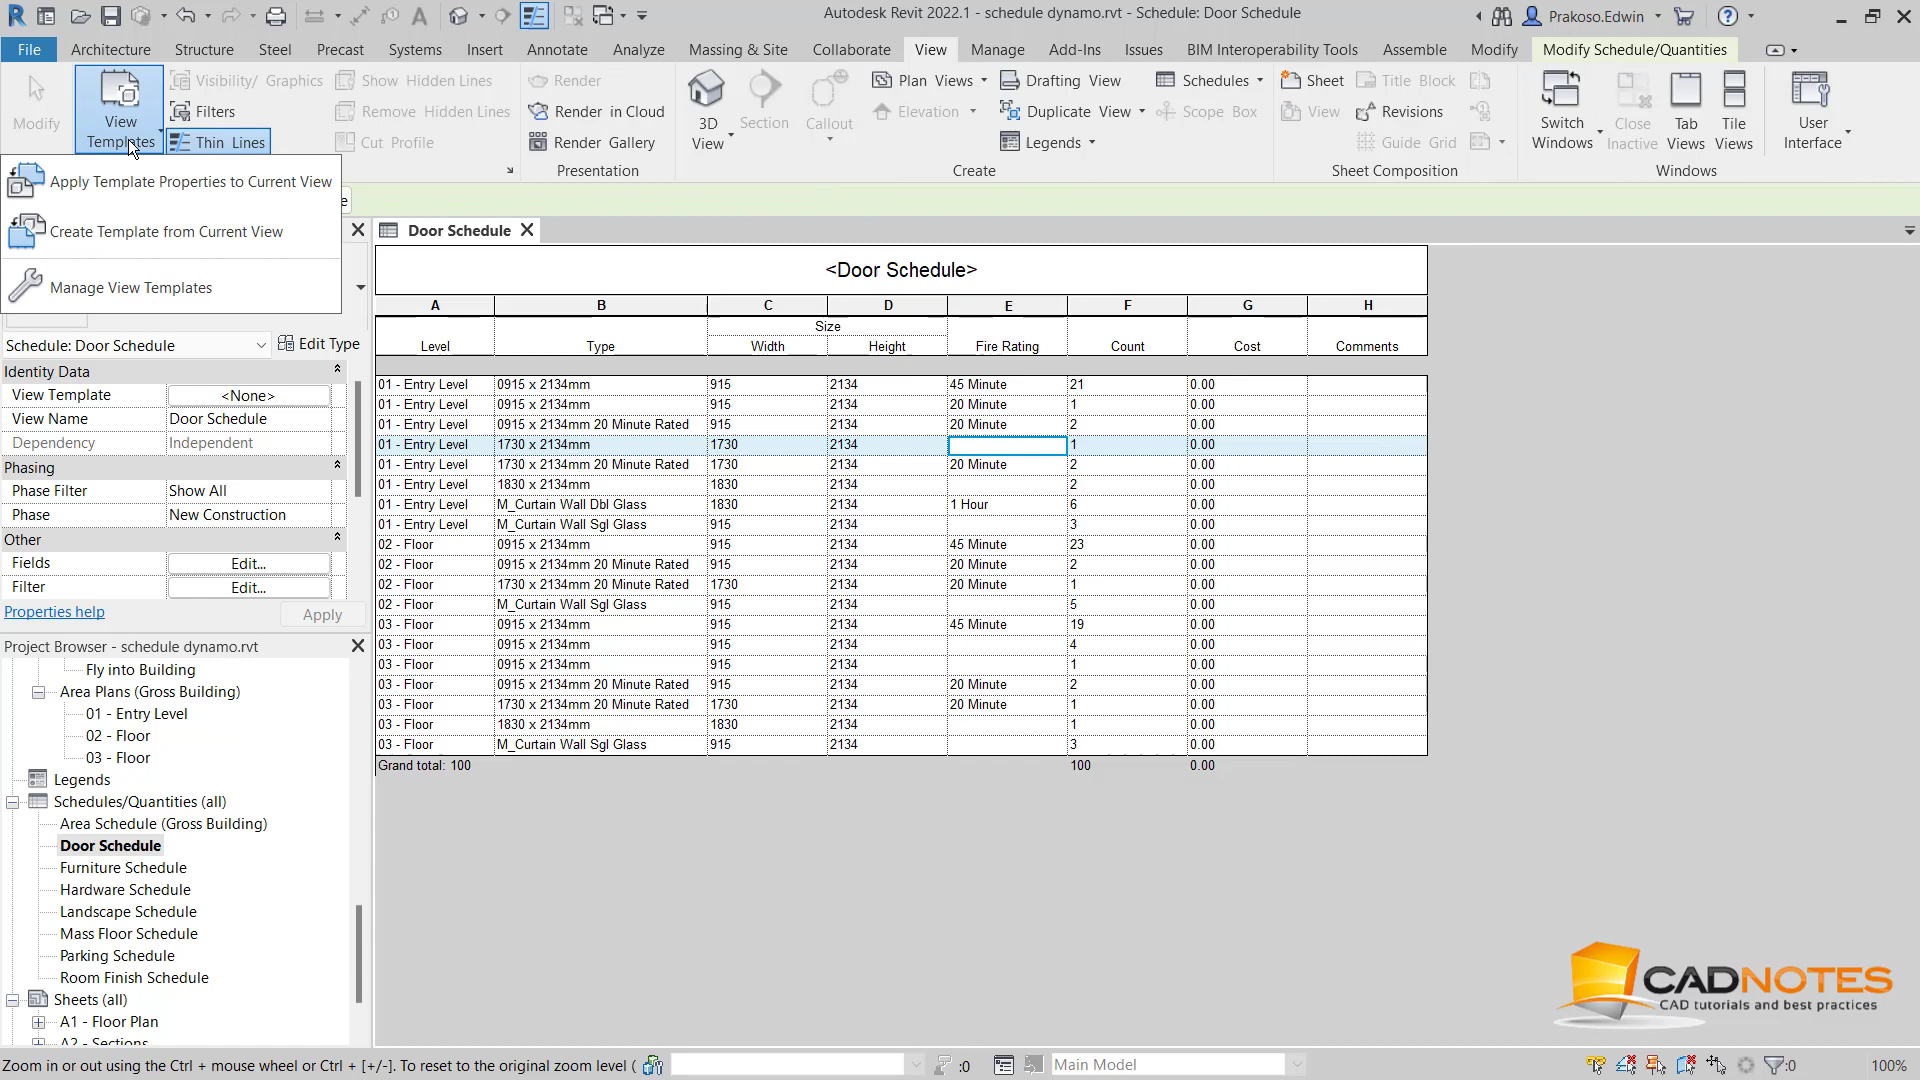 Autodesk Revit 2022.1 - schedule dynamo.rvt - Schedule: Door Schedule
Prakoso.Edwin
File Architecture Structure Steel Precast Systems Insert Annotate Analyze Massing & Site Collaborate View Manage Add-Ins Issues BIM Interoperability Tools Assemble Modify Modify Schedule/Quantities
Modify
View Templates
Visibility/ Graphics
Filters
Thin Lines
Show Hidden Lines
Remove Hidden Lines
Cut Profile
Render
Render in Cloud
Render Gallery
Presentation
3D View
Section
Callout
Plan Views
Elevation
Drafting View
Duplicate View
Legends
Schedules
Scope Box
Create
Sheet
View
Title Block
Revisions
Guide Grid
Sheet Composition
Switch Windows
Close Inactive
Tab Views
Tile Views
Windows
User Interface
Apply Template Properties to Current View
Create Template from Current View
Manage View Templates
e
Schedule: Door Schedule
Edit Type
Identity Data
View Template <None>
View Name Door Schedule
Dependency Independent
Phasing
Phase Filter Show All
Phase New Construction
Other
Fields Edit...
Filter Edit...
Properties help Apply
Project Browser - schedule dynamo.rvt
Fly into Building
Area Plans (Gross Building)
01 - Entry Level
02 - Floor
03 - Floor
Legends
Schedules/Quantities (all)
Area Schedule (Gross Building)
Door Schedule
Furniture Schedule
Hardware Schedule
Landscape Schedule
Mass Floor Schedule
Parking Schedule
Room Finish Schedule
Sheets (all)
A1 - Floor Plan
A2 - Sections
Door Schedule
<Door Schedule>
A B C D E F G H
Size
Level Type Width Height Fire Rating Count Cost Comments
01 - Entry Level 0915 x 2134mm 915 2134 45 Minute 21 0.00
01 - Entry Level 0915 x 2134mm 915 2134 20 Minute 1 0.00
01 - Entry Level 0915 x 2134mm 20 Minute Rated 915 2134 20 Minute 2 0.00
01 - Entry Level 1730 x 2134mm 1730 2134 1 0.00
01 - Entry Level 1730 x 2134mm 20 Minute Rated 1730 2134 20 Minute 2 0.00
01 - Entry Level 1830 x 2134mm 1830 2134 2 0.00
01 - Entry Level M_Curtain Wall Dbl Glass 1830 2134 1 Hour 6 0.00
01 - Entry Level M_Curtain Wall Sgl Glass 915 2134 3 0.00
02 - Floor 0915 x 2134mm 915 2134 45 Minute 23 0.00
02 - Floor 0915 x 2134mm 20 Minute Rated 915 2134 20 Minute 2 0.00
02 - Floor 1730 x 2134mm 20 Minute Rated 1730 2134 20 Minute 1 0.00
02 - Floor M_Curtain Wall Sgl Glass 915 2134 5 0.00
03 - Floor 0915 x 2134mm 915 2134 45 Minute 19 0.00
03 - Floor 0915 x 2134mm 915 2134 4 0.00
03 - Floor 0915 x 2134mm 915 2134 1 0.00
03 - Floor 0915 x 2134mm 20 Minute Rated 915 2134 20 Minute 2 0.00
03 - Floor 1730 x 2134mm 20 Minute Rated 1730 2134 20 Minute 1 0.00
03 - Floor 1830 x 2134mm 1830 2134 1 0.00
03 - Floor M_Curtain Wall Sgl Glass 915 2134 3 0.00
Grand total: 100 100 0.00
CADNOTES
CAD tutorials and best practices
Zoom in or out using the Ctrl + mouse wheel or Ctrl + [+/-]. To reset to the original zoom level (
:0
Main Model
:0
100%